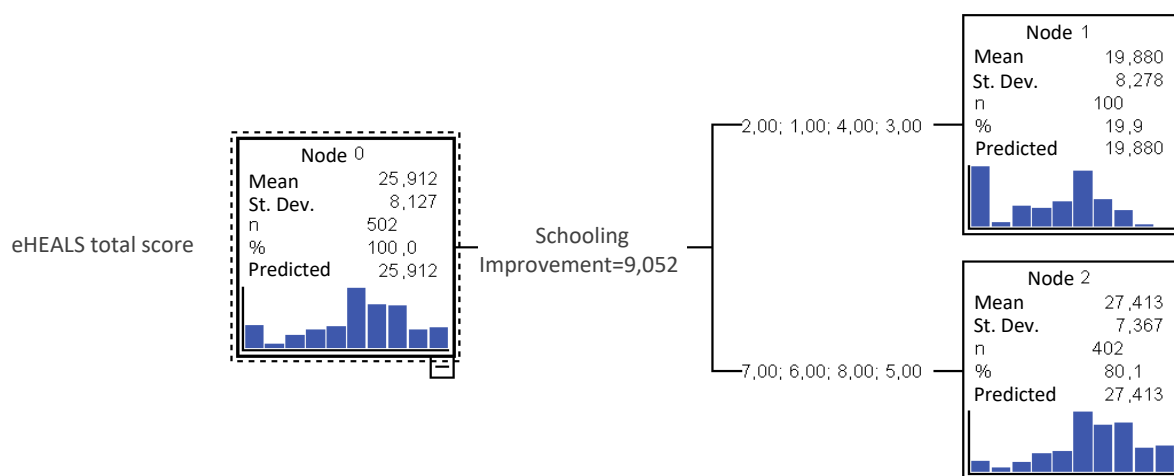 eHEALS total score
Node 0
Mean 25,912
St. Dev. 8,127
n 502
% 100,0
Predicted 25,912
Schooling
Improvement=9,052
2,00; 1,00; 4,00; 3,00
Node 1
Mean 19,880
St. Dev. 8,278
n 100
% 19,9
Predicted 19,880
7,00; 6,00; 8,00; 5,00
Node 2
Mean 27,413
St. Dev. 7,367
n 402
% 80,1
Predicted 27,413